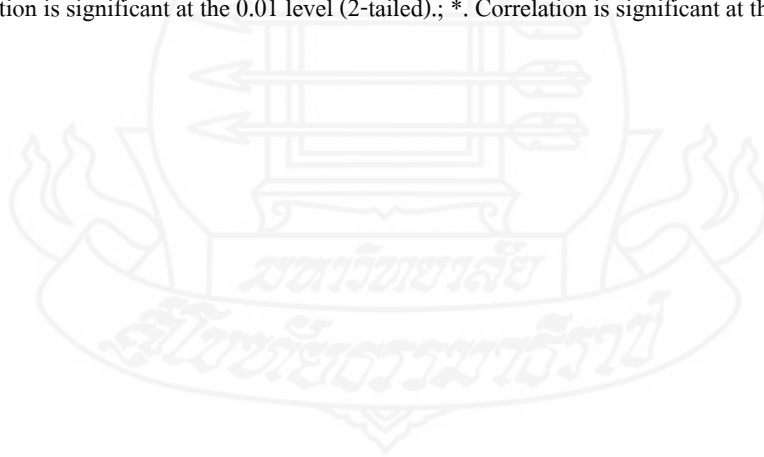 tion is significant at the 0.01 level (2-tailed).; *. Correlation is significant at th
มหาวิทยาลัย
สุโขทัยธรรมาธิราช